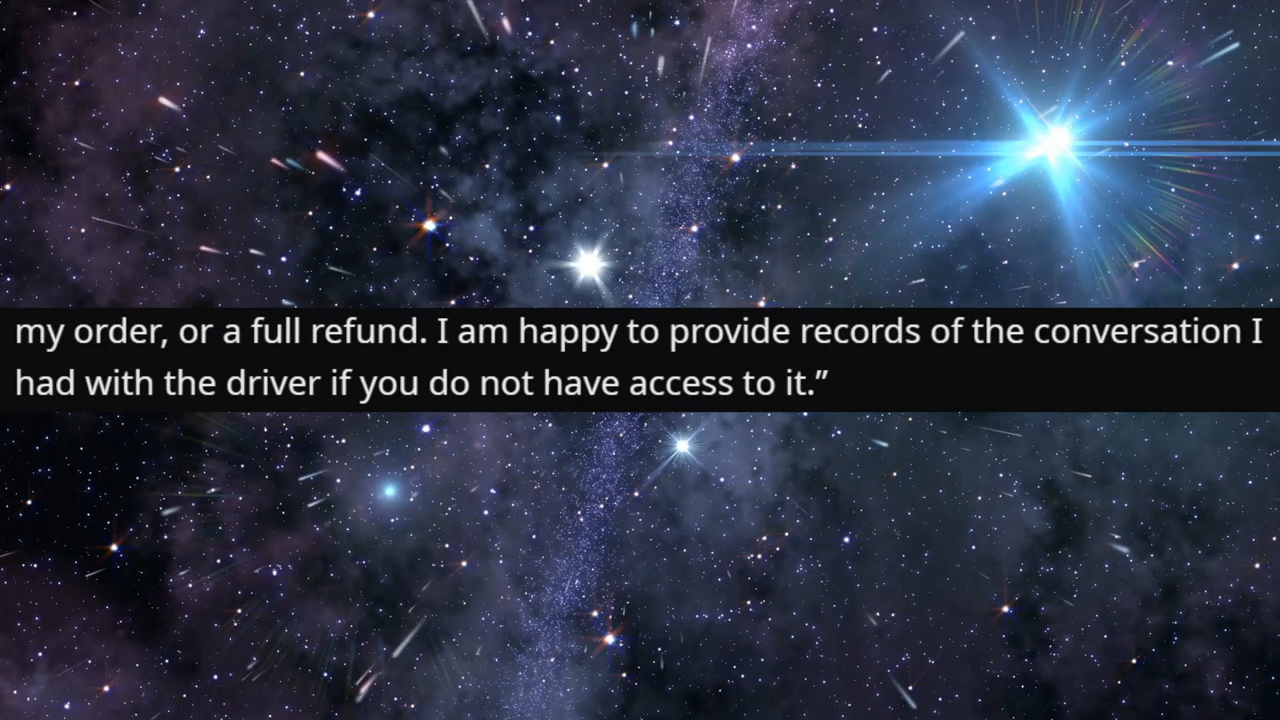 my order, or a full refund. I am happy to provide records of the conversation I
had with the driver if you do not have access to it.”